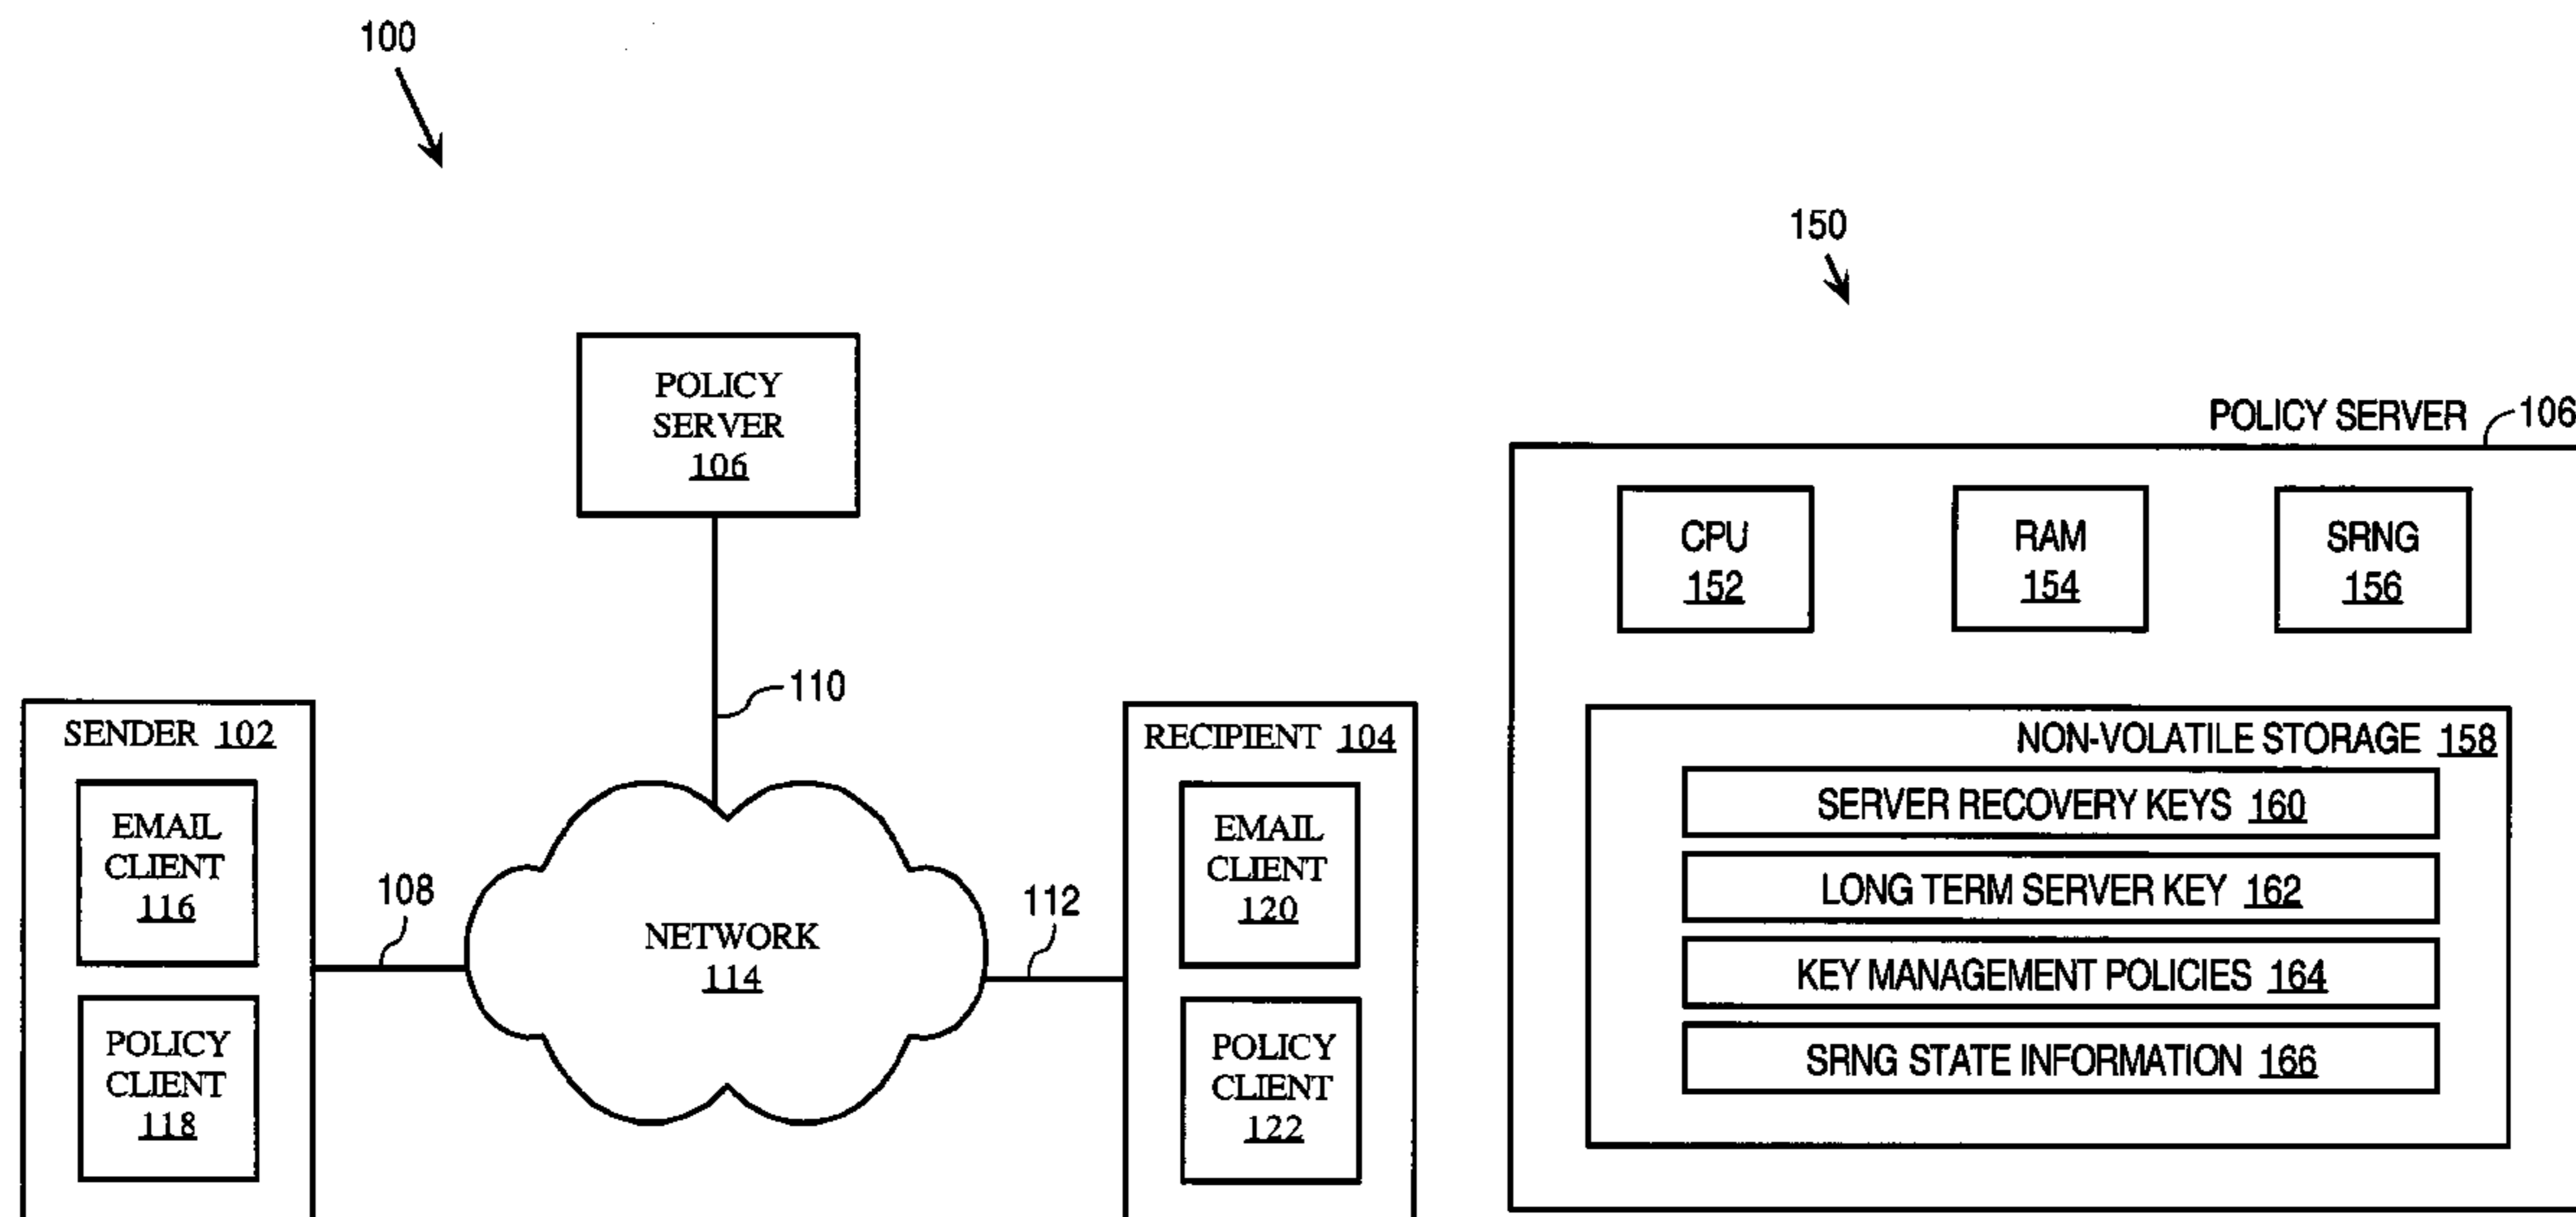 100
POLICY
SERVER
106
110
SENDER 102
EMAIL
CLIENT
116
POLICY
CLIENT
118
108
NETWORK
114
112
RECIPIENT 104
EMAIL
CLIENT
120
POLICY
CLIENT
122
150
POLICY SERVER 106
CPU
152
RAM
154
SRNG
156
NON-VOLATILE STORAGE 158
SERVER RECOVERY KEYS 160
LONG TERM SERVER KEY 162
KEY MANAGEMENT POLICIES 164
SRNG STATE INFORMATION 166